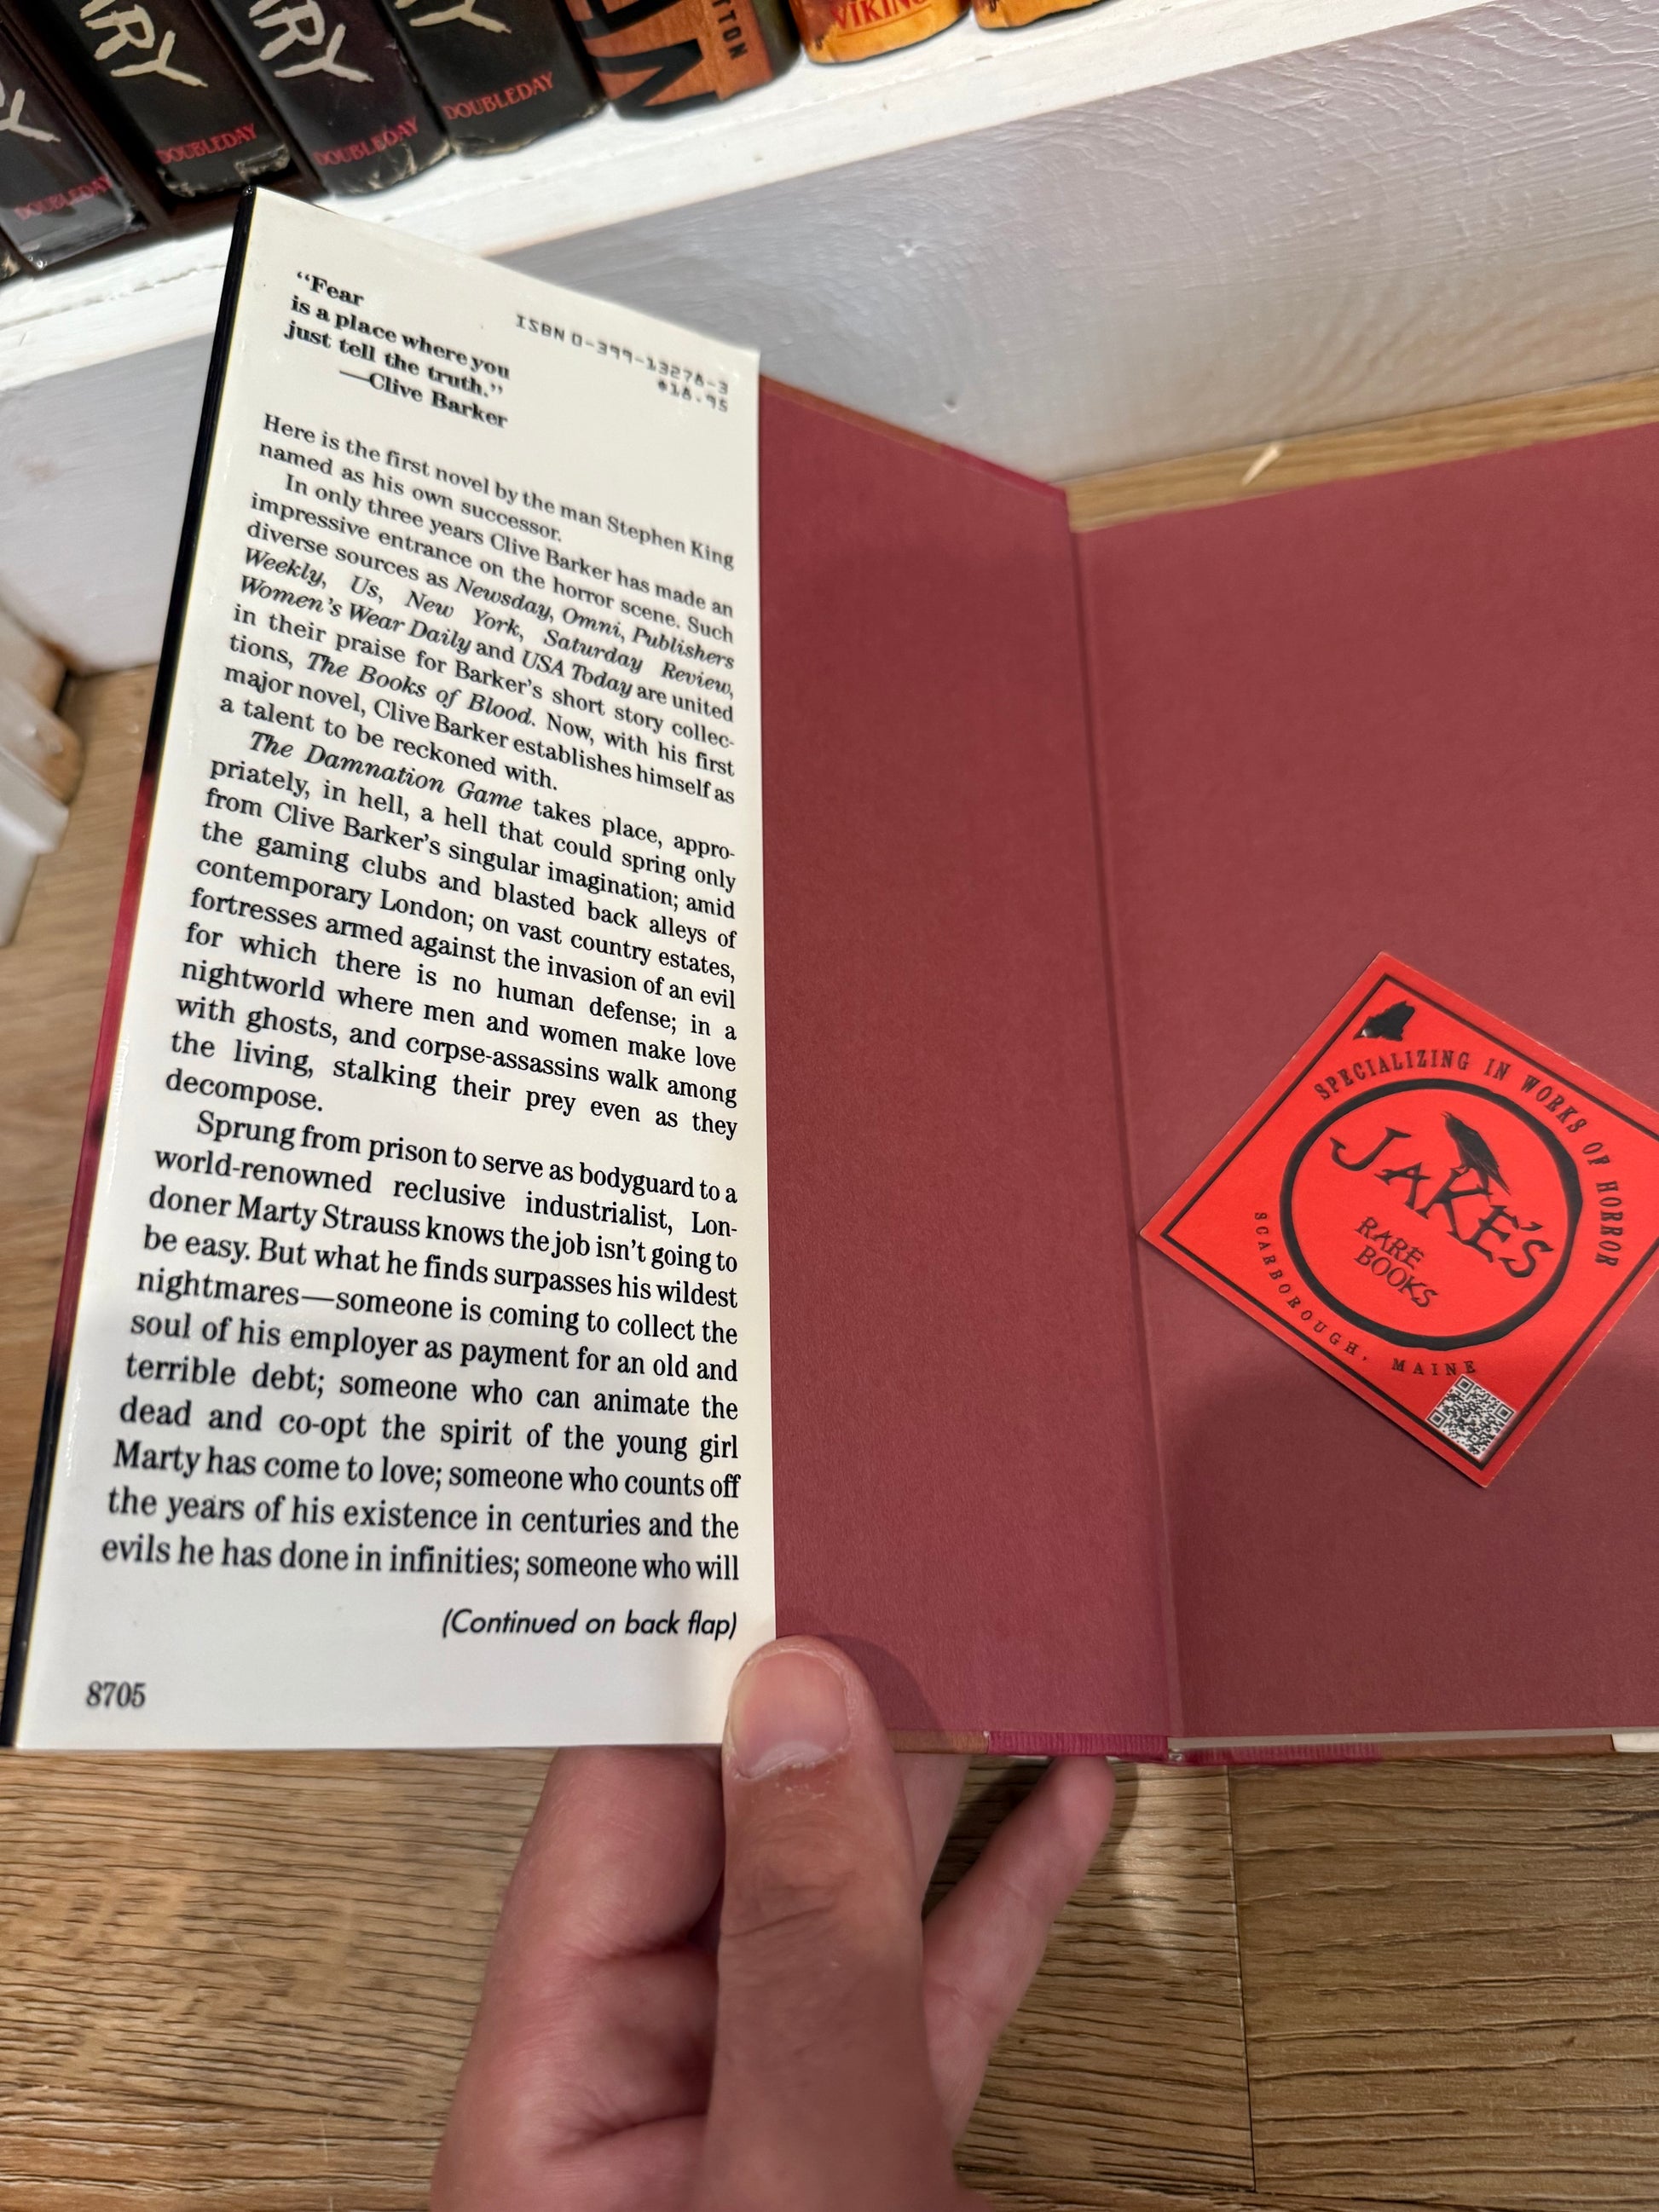 ARY
ARY
DOUBLEDAY
DOUBLEDAY
DOUBLEDAY
DOUBLEDAY
VIKING
“Fear
is a place where you
just tell the truth.”
—Clive Barker
ISBN 0-399-13278-3
$18.95
Here is the first novel by the man Stephen King
named as his own successor.
In only three years Clive Barker has made an
impressive entrance on the horror scene. Such
diverse sources as Newsday, Omni, Publishers
Weekly, Us, New York, Saturday Review,
Women’s Wear Daily and USA Today are united
in their praise for Barker’s short story collec-
tions, The Books of Blood. Now, with his first
major novel, Clive Barker establishes himself as
a talent to be reckoned with.
The Damnation Game takes place, appro-
priately, in hell, a hell that could spring only
from Clive Barker’s singular imagination; amid
the gaming clubs and blasted back alleys of
contemporary London; on vast country estates,
fortresses armed against the invasion of an evil
for which there is no human defense; in a
nightworld where men and women make love
with ghosts, and corpse-assassins walk among
the living, stalking their prey even as they
decompose.
Sprung from prison to serve as bodyguard to a
world-renowned reclusive industrialist, Lon-
doner Marty Strauss knows the job isn’t going to
be easy. But what he finds surpasses his wildest
nightmares—someone is coming to collect the
soul of his employer as payment for an old and
terrible debt; someone who can animate the
dead and co-opt the spirit of the young girl
Marty has come to love; someone who counts off
the years of his existence in centuries and the
evils he has done in infinities; someone who will
(Continued on back flap)
8705
SPECIALIZING IN WORKS OF HORROR
JAKE’S
RARE
BOOKS
SCARBOROUGH, MAINE